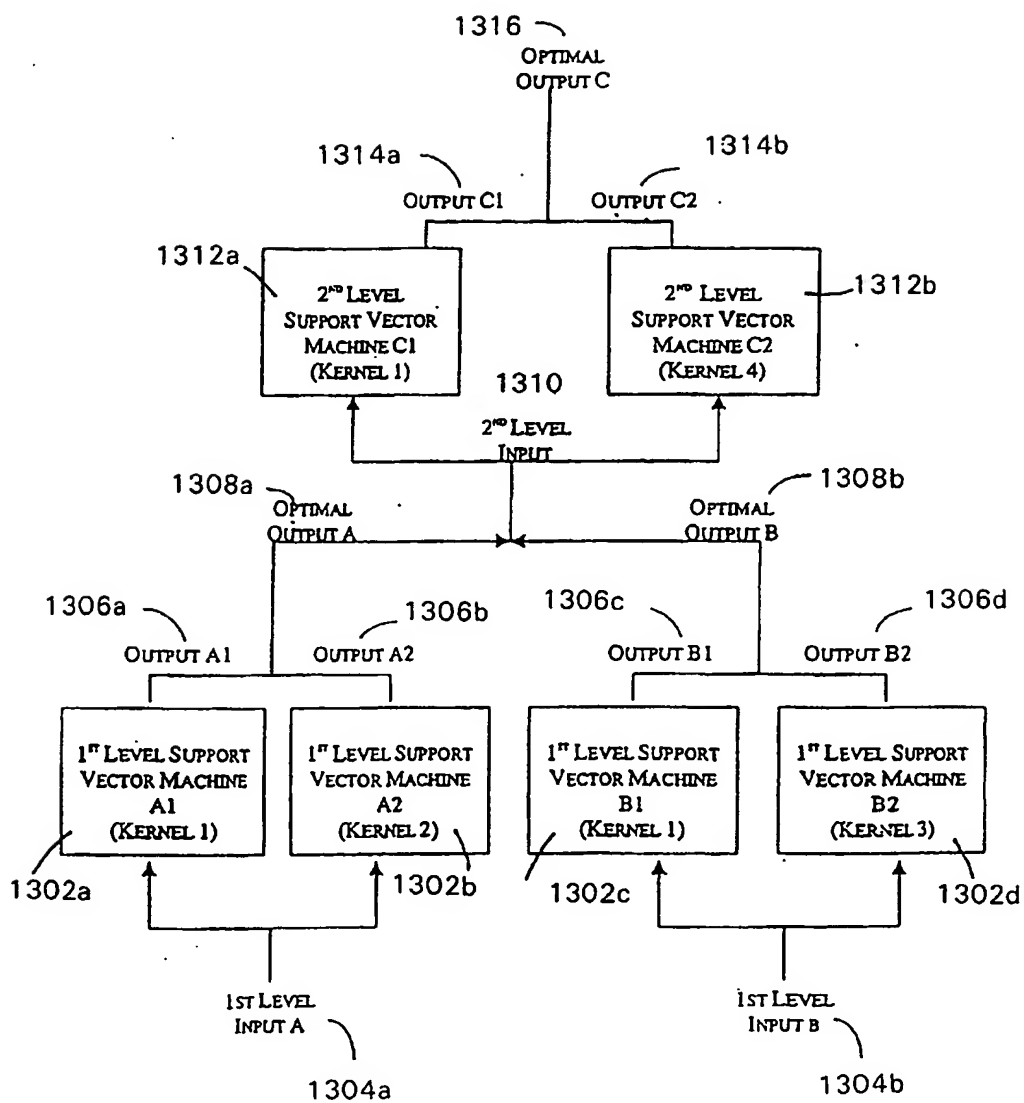 1316
OPTIMAL
OUTPUT C
1314a
1314b
OUTPUT C1
OUTPUT C2
1312a
2ND LEVEL
SUPPORT VECTOR
MACHINE C1
(KERNEL 1)
2ND LEVEL
SUPPORT VECTOR
MACHINE C2
(KERNEL 4)
1312b
1310
2ND LEVEL
INPUT
1308a
OPTIMAL
OUTPUT A
1308b
OPTIMAL
OUTPUT B
1306a
1306b
1306c
1306d
OUTPUT A1
OUTPUT A2
OUTPUT B1
OUTPUT B2
1ST LEVEL SUPPORT
VECTOR MACHINE
A1
(KERNEL 1)
1ST LEVEL SUPPORT
VECTOR MACHINE
A2
(KERNEL 2)
1ST LEVEL SUPPORT
VECTOR MACHINE
B1
(KERNEL 1)
1ST LEVEL SUPPORT
VECTOR MACHINE
B2
(KERNEL 3)
1302a
1302b
1302c
1302d
1ST LEVEL
INPUT A
1ST LEVEL
INPUT B
1304a
1304b